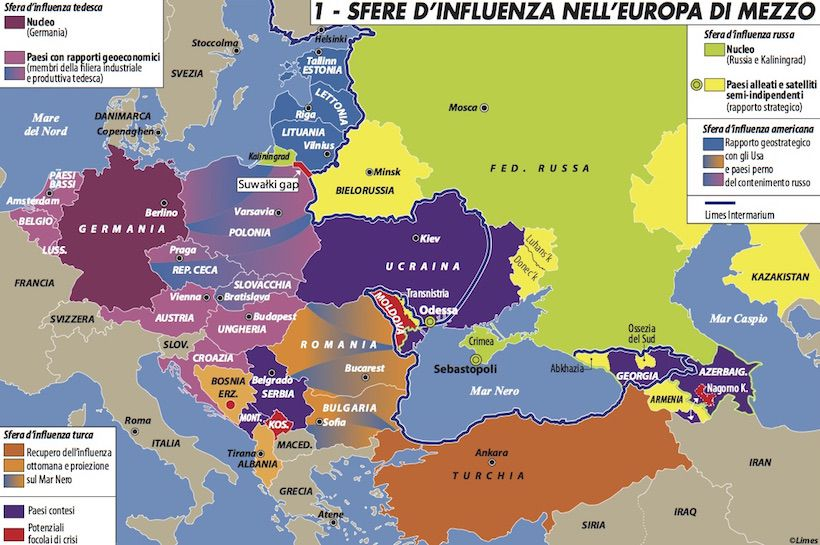 1 - SFERE D'INFLUENZA NELL'EUROPA DI MEZZO
Sfera d'influenza tedesca
Nucleo
(Germania)
Paesi con rapporti geoeconomici
(membri della filiera industriale
e produttiva tedesca)
Sfera d'influenza russa
Nucleo
(Russia e Kaliningrad)
Paesi alleati e satelliti
semi-indipendenti
(rapporto strategico)
Sfera d'influenza americana
Rapporto geostrategico
con gli Usa
e paesi perno
del contenimento russo
Limes Intermarium
Stoccolma
Helsinki
SVEZIA
Tallinn
ESTONIA
Mare
del Nord
DANIMARCA
Copenaghen
Riga
LETTONIA
LITUANIA
Vilnius
Mosca
Kaliningrad
Suwałki gap
Minsk
BIELORUSSIA
FED. RUSSA
PAESI
BASSI
Amsterdam
BELGIO
LUSS.
Berlino
GERMANIA
Varsavia
POLONIA
Kiev
UCRAINA
Luhans'k
Donec'k
Praga
REP. CECA
SLOVACCHIA
FRANCIA
Vienna
Bratislava
AUSTRIA
Budapest
UNGHERIA
MOLDOVA
Transnistria
Odessa
KAZAKISTAN
SVIZZERA
SLOV.
CROAZIA
ROMANIA
Bucarest
Crimea
Sebastopoli
Mar Caspio
Ossezia
del Sud
Abkhazia
GEORGIA
AZERBAIG.
Nagorno K.
ARMENIA
BOSNIA
ERZ.
Belgrado
SERBIA
MONT.
KOS.
BULGARIA
Sofia
Mar Nero
Roma
ITALIA
Tirana
ALBANIA
MACED.
GRECIA
Atene
Ankara
TURCHIA
SIRIA
IRAQ
IRAN
Sfera d'influenza turca
Recupero dell'influenza
ottomana e proiezione
sul Mar Nero
Paesi contesi
Potenziali
focolai di crisi
©Limes